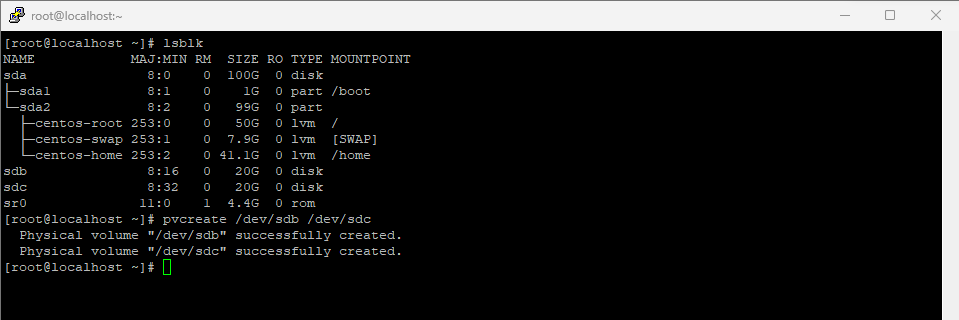 root@localhost:~
[root@localhost ~]# lsblk
NAME            MAJ:MIN RM  SIZE RO TYPE MOUNTPOINT
sda               8:0    0  100G  0 disk
├─sda1            8:1    0    1G  0 part /boot
└─sda2            8:2    0   99G  0 part
  ├─centos-root 253:0    0   50G  0 lvm  /
  ├─centos-swap 253:1    0  7.9G  0 lvm  [SWAP]
  └─centos-home 253:2    0 41.1G  0 lvm  /home
sdb               8:16   0   20G  0 disk
sdc               8:32   0   20G  0 disk
sr0              11:0    1  4.4G  0 rom
[root@localhost ~]# pvcreate /dev/sdb /dev/sdc
  Physical volume "/dev/sdb" successfully created.
  Physical volume "/dev/sdc" successfully created.
[root@localhost ~]#